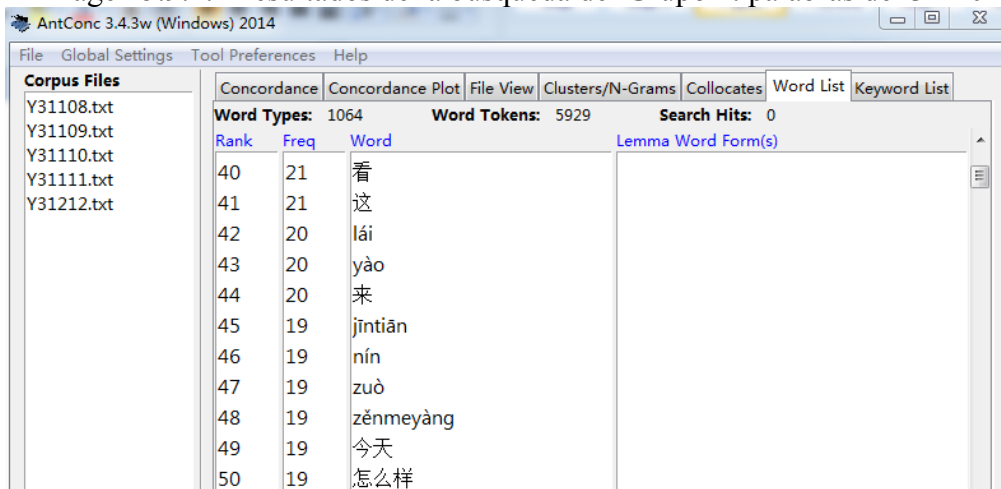 AntConc 3.4.3w (Windows) 2014
File Global Settings Tool Preferences Help
Corpus Files
Y31108.txt
Y31109.txt
Y31110.txt
Y31111.txt
Y31212.txt
Concordance Concordance Plot File View Clusters/N-Grams Collocates Word List Keyword List
Word Types: 1064 Word Tokens: 5929 Search Hits: 0
Rank Freq Word Lemma Word Form(s)
40 21 看
41 21 这
42 20 lái
43 20 yào
44 20 来
45 19 jīntiān
46 19 nín
47 19 zuò
48 19 zěnmeyàng
49 19 今天
50 19 怎么样